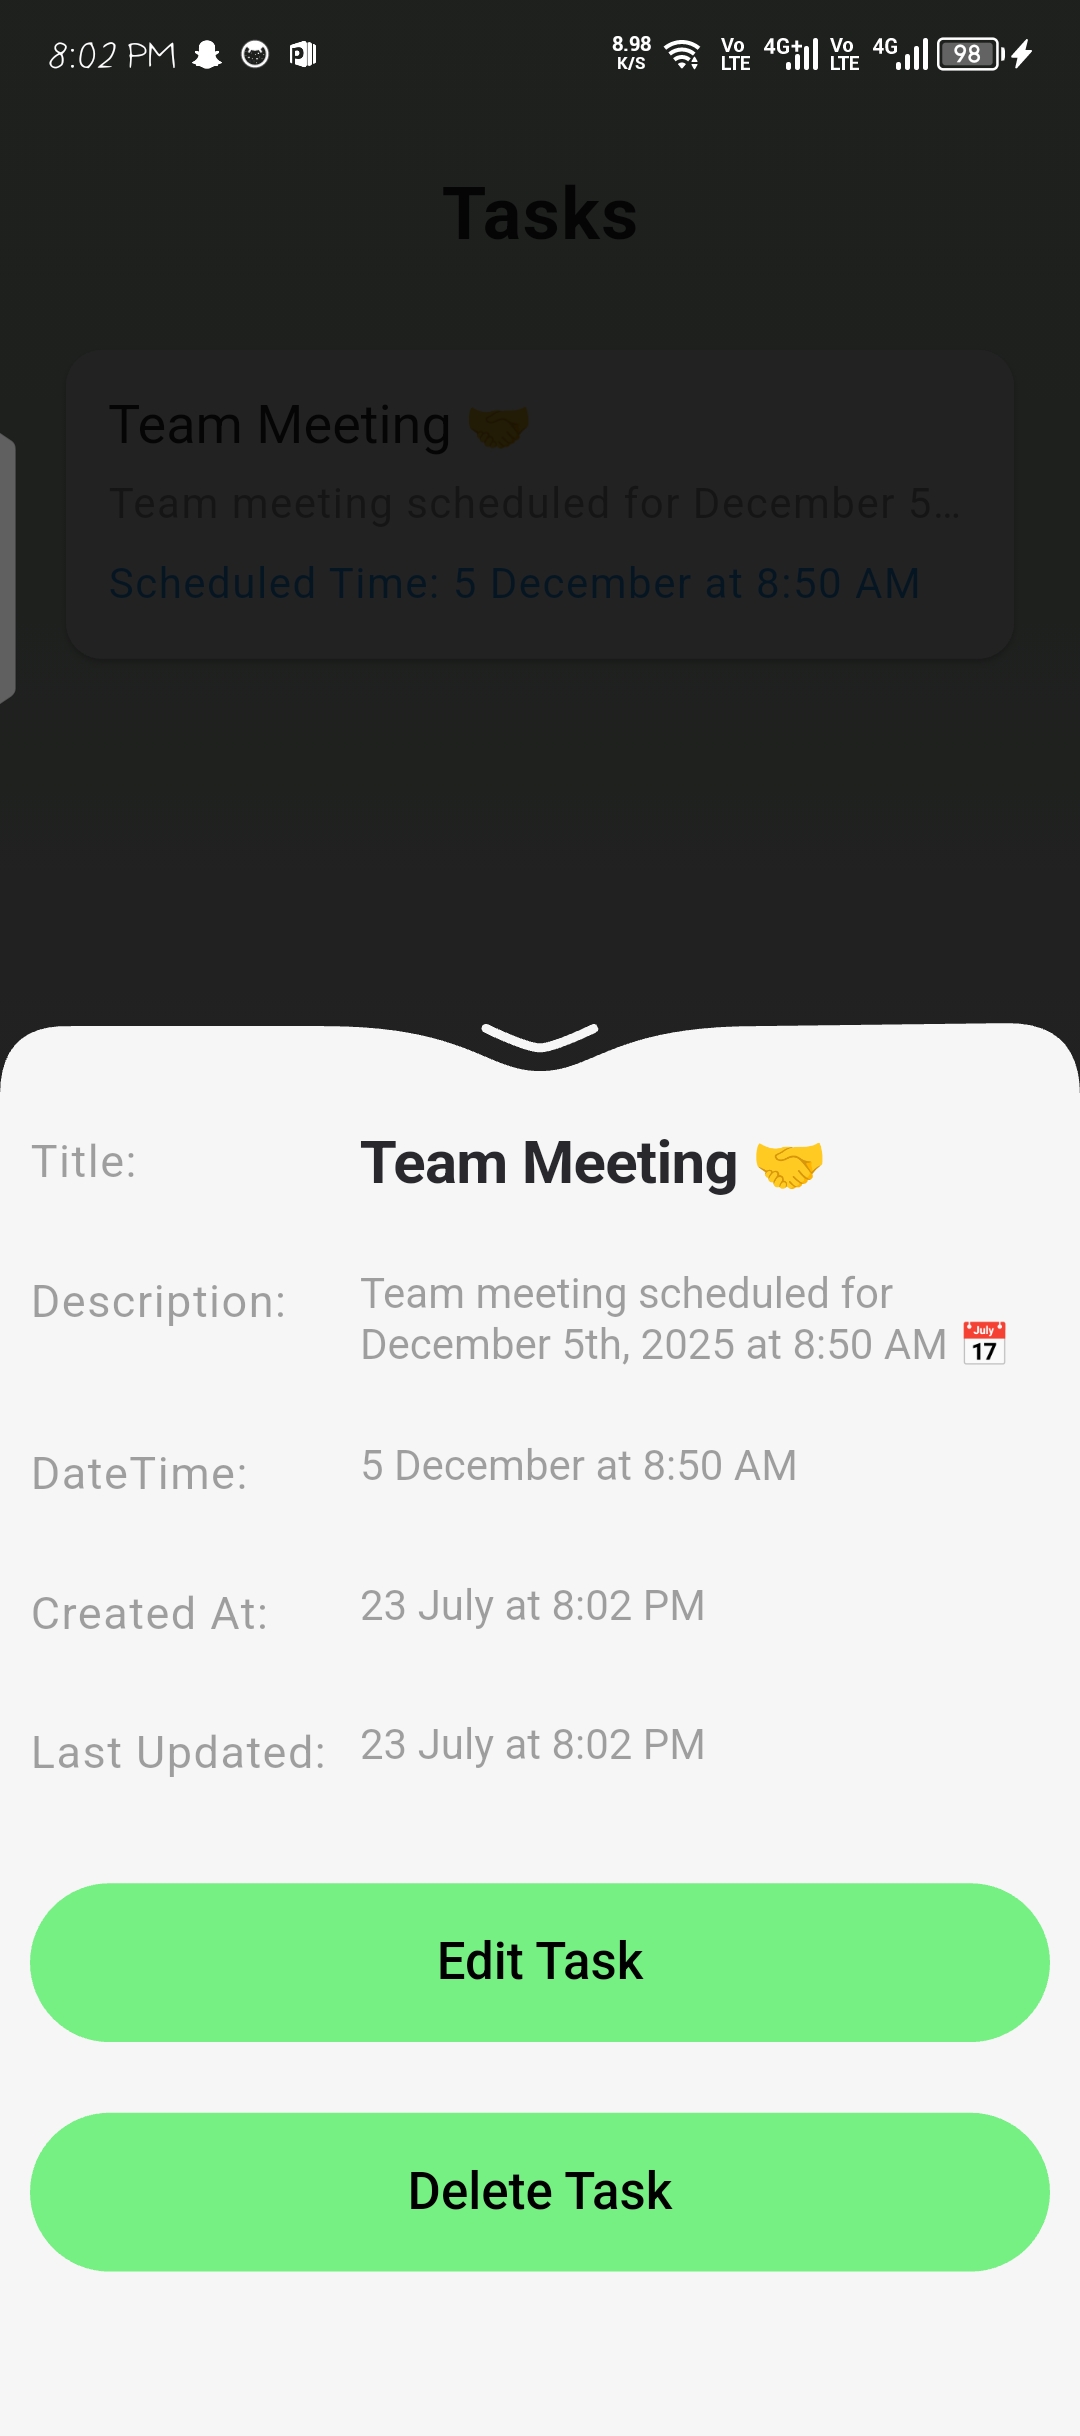 8:02 PM 8.98 K/S Vo LTE 4G+ Vo LTE 4G 98
Tasks
Team Meeting 🤝
Team meeting scheduled for December 5...
Scheduled Time: 5 December at 8:50 AM
Title: Team Meeting 🤝
Description: Team meeting scheduled for
December 5th, 2025 at 8:50 AM 📅
DateTime: 5 December at 8:50 AM
Created At: 23 July at 8:02 PM
Last Updated: 23 July at 8:02 PM
Edit Task
Delete Task